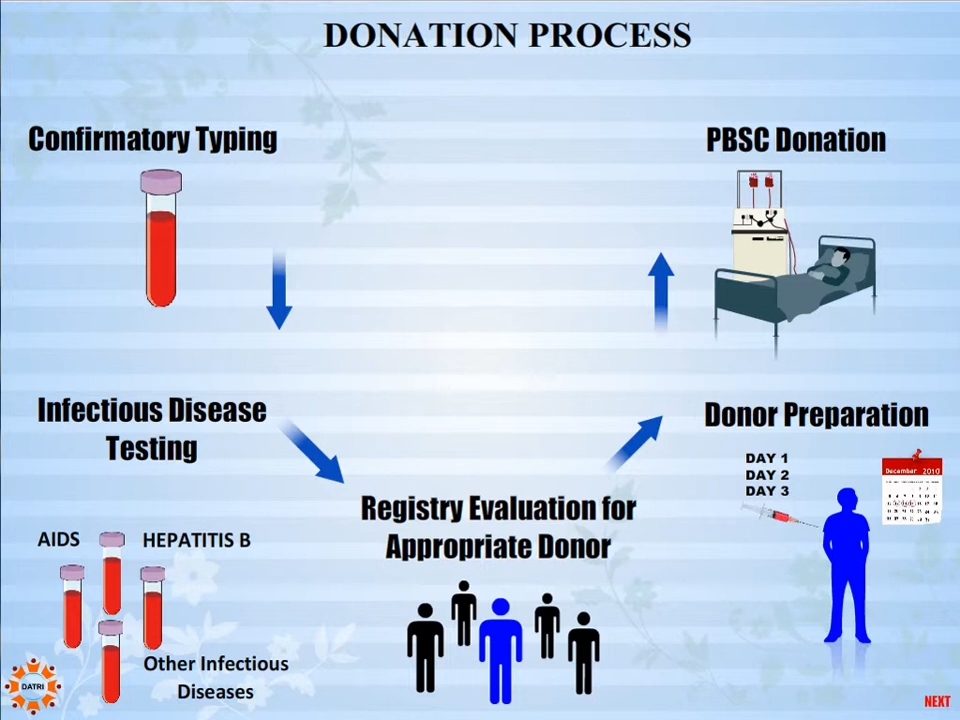 DONATION PROCESS
Confirmatory Typing
PBSC Donation
Infectious Disease
Testing
Donor Preparation
DAY 1
DAY 2
DAY 3
December 2010
Registry Evaluation for
Appropriate Donor
AIDS
HEPATITIS B
Other Infectious
Diseases
DATRI
NEXT